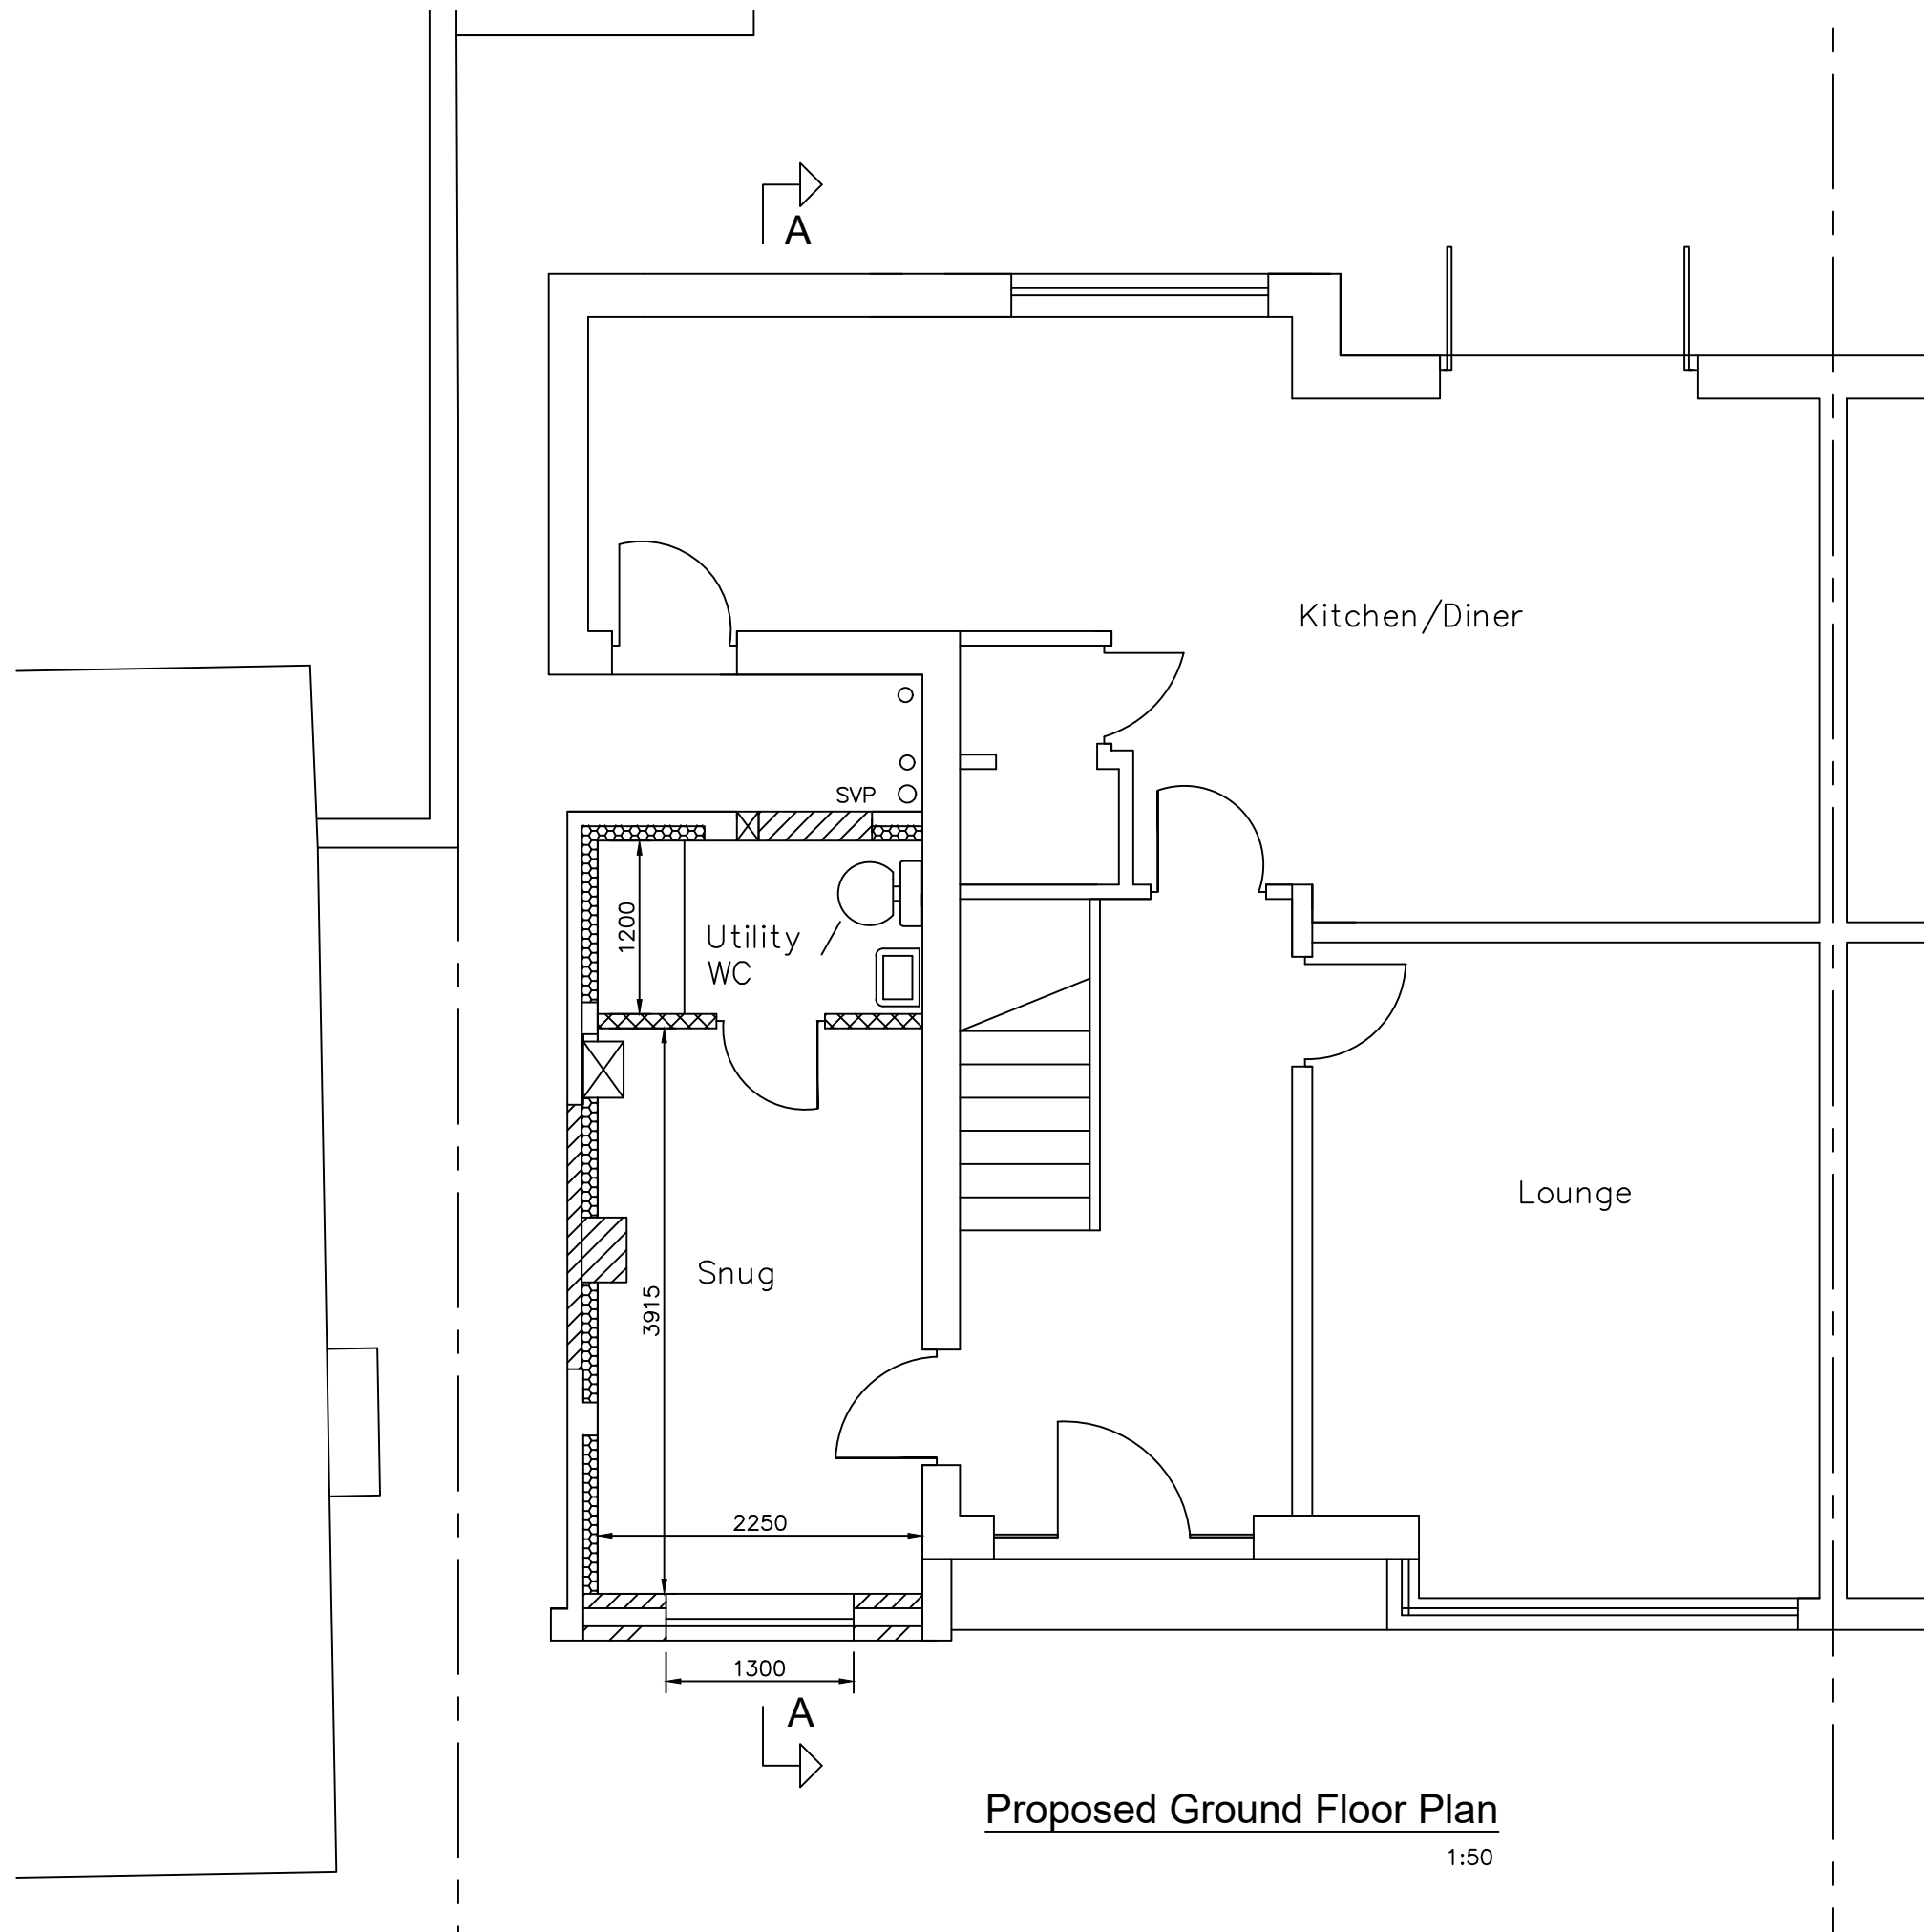 A
Kitchen/Diner
SVP
1200
Utility
WC
Lounge
Snug
3915
2250
1300
A
Proposed Ground Floor Plan
1:50